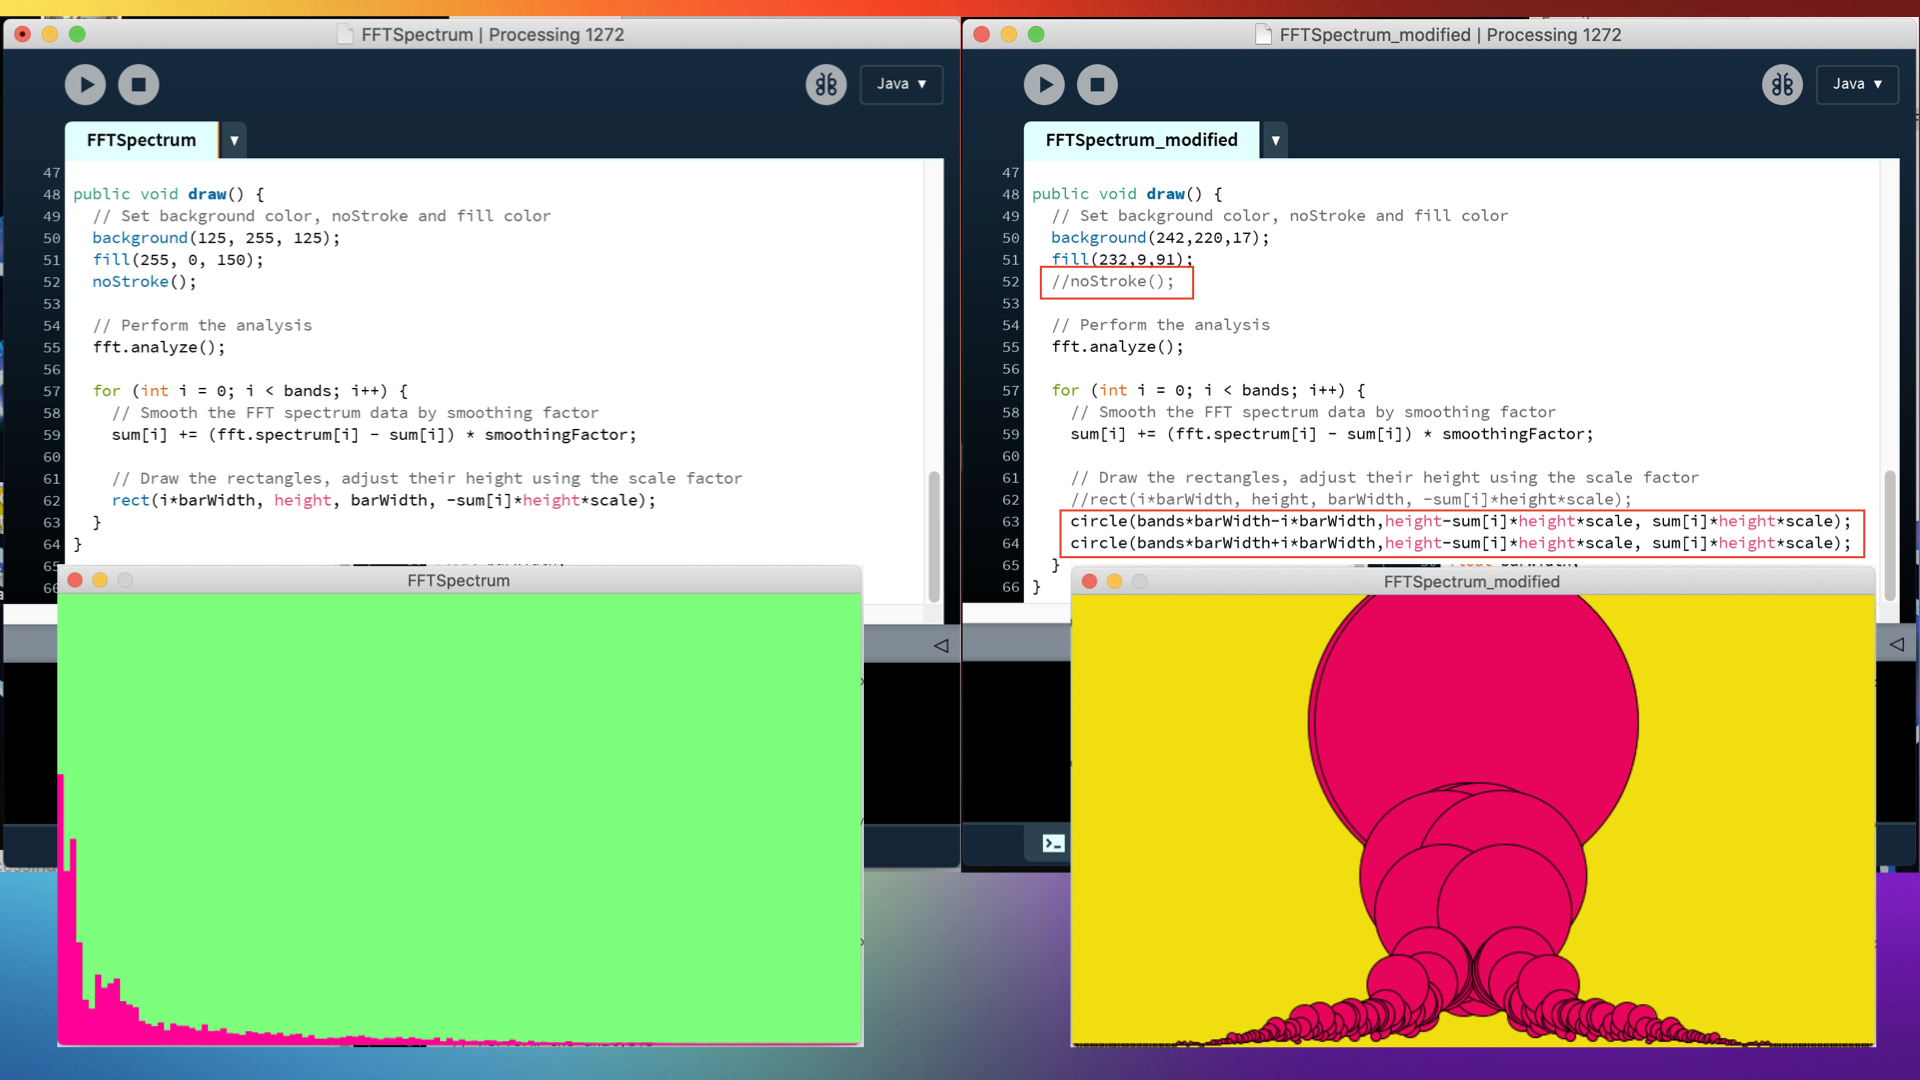 FFTSpectrum | Processing 1272
Java ▼
FFTSpectrum ▼
47
48 public void draw() {
49 // Set background color, noStroke and fill color
50 background(125, 255, 125);
51 fill(255, 0, 150);
52 noStroke();
53
54 // Perform the analysis
55 fft.analyze();
56
57 for (int i = 0; i < bands; i++) {
58 // Smooth the FFT spectrum data by smoothing factor
59 sum[i] += (fft.spectrum[i] - sum[i]) * smoothingFactor;
60
61 // Draw the rectangles, adjust their height using the scale factor
62 rect(i*barWidth, height, barWidth, -sum[i]*height*scale);
63 }
64 }
65
66
FFTSpectrum
FFTSpectrum_modified | Processing 1272
Java ▼
FFTSpectrum_modified ▼
47
48 public void draw() {
49 // Set background color, noStroke and fill color
50 background(242,220,17);
51 fill(232,9,91);
52 //noStroke();
53
54 // Perform the analysis
55 fft.analyze();
56
57 for (int i = 0; i < bands; i++) {
58 // Smooth the FFT spectrum data by smoothing factor
59 sum[i] += (fft.spectrum[i] - sum[i]) * smoothingFactor;
60
61 // Draw the rectangles, adjust their height using the scale factor
62 //rect(i*barWidth, height, barWidth, -sum[i]*height*scale);
63 circle(bands*barWidth-i*barWidth,height-sum[i]*height*scale, sum[i]*height*scale);
64 circle(bands*barWidth+i*barWidth,height-sum[i]*height*scale, sum[i]*height*scale);
65 }
66 }
FFTSpectrum_modified